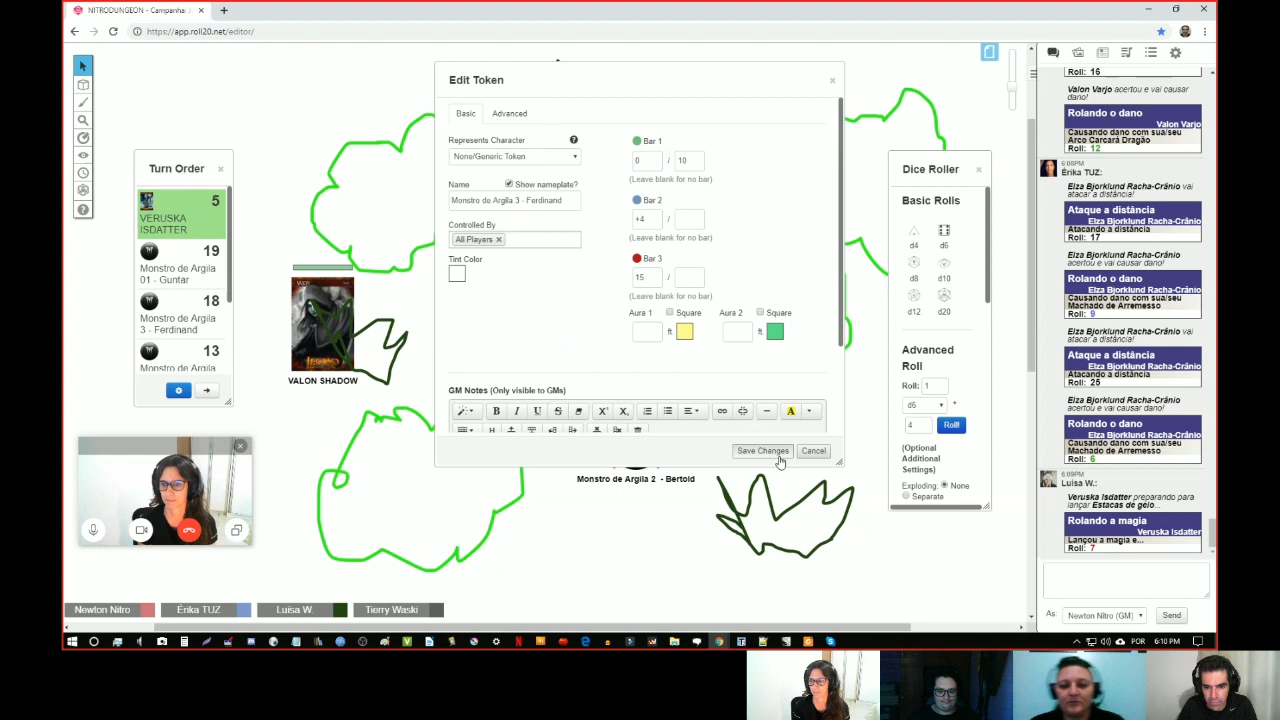 NITRODUNGEON - Campanha:
https://app.roll20.net/editor/
Turn Order
5
VERUSKA
ISDATTER
19
Monstro de Argila
01 - Guntar
18
Monstro de Argila
3 - Ferdinand
13
Monstro de Argila
VALON
VALON SHADOW
Edit Token
Basic
Advanced
Represents Character
None/Generic Token
Name
Show nameplate?
Monstro de Argila 3 - Ferdinand
Controlled By
All Players
Tint Color
Bar 1
0 / 10
(Leave blank for no bar)
Bar 2
+4 /
(Leave blank for no bar)
Bar 3
15 /
(Leave blank for no bar)
Aura 1 Square Aura 2 Square
ft. ft.
GM Notes (Only visible to GMs)
Save Changes
Cancel
Monstro de Argila 2 - Bertold
Dice Roller
Basic Rolls
d4 d6
d8 d10
d12 d20
Advanced
Roll
Roll: 1
d6 *
4 Roll!
(Optional
Additional
Settings)
Exploding: None
Separate
Roll: 16
Valon Varjo acertou e vai causar
dano!
Rolando o dano
Valon Varjo
Causando dano com sua/seu
Arco Carcará Dragão
Roll: 12
6:08PM
Érika TUZ:
Elza Bjorklund Racha-Crânio vai
atacar a distância!
Ataque a distância
Elza Bjorklund Racha-Crânio
Atacando a distância
Roll: 17
Elza Bjorklund Racha-Crânio
acertou e vai causar dano!
Rolando o dano
Elza Bjorklund Racha-Crânio
Causando dano com sua/seu
Machado de Arremesso
Roll: 9
Elza Bjorklund Racha-Crânio vai
atacar a distância!
Ataque a distância
Elza Bjorklund Racha-Crânio
Atacando a distância
Roll: 25
Elza Bjorklund Racha-Crânio
acertou e vai causar dano!
Rolando o dano
Elza Bjorklund Racha-Crânio
Causando dano com sua/seu
Machado de Arremesso
Roll: 6
6:09PM
Luisa W.:
Veruska Isdatter preparando para
lançar Estacas de gelo...
Rolando a magia
Veruska Isdatter
Lançou a magia e...
Roll: 7
As: Newton Nitro (GM)
Send
Newton Nitro
Érika TUZ
Luísa W.
Tierry Waski
POR
6:10 PM